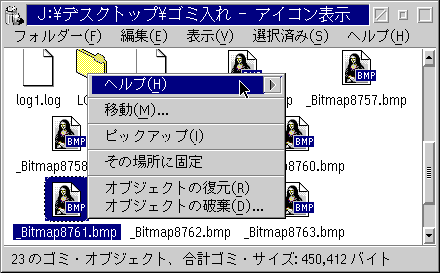 J:¥デスクトップ¥ゴミ入れ - アイコン表示
フォルダー(F) 編集(E) 表示(V) 選択済み(S) ヘルプ(H)
log1.log LO _Bitmap8757.bmp
ヘルプ(H)
移動(M)...
ピックアップ(I)
その場所に固定
オブジェクトの復元(R)
オブジェクトの破棄(D)...
BMP
_Bitmap8758 8760.bmp
_Bitmap8761.bmp _Bitmap8762.bmp _Bitmap8763.bmp
23 のゴミ・オブジェクト、合計ゴミ・サイズ: 450,412 バイト